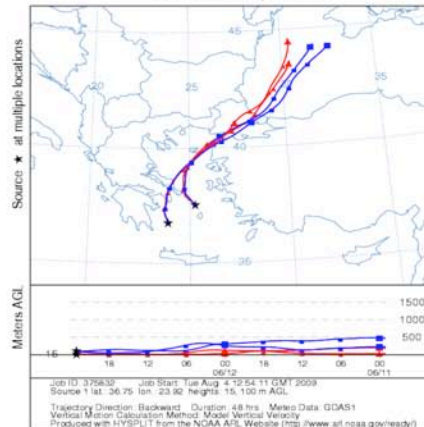 Source ★ at multiple locations
45
45
35
40
40
25
35
Meters AGL
1500
1000
500
15
18 12 06 00 18 12 06 00
06/12 06/11
Job ID: 375832 Job Start: Tue Aug 4 12:54:11 GMT 2009
Source 1 lat.: 36.75 lon.: 23.92 heights: 15, 100 m AGL
Trajectory Direction: Backward Duration: 48 hrs Meteo Data: GDAS1
Vertical Motion Calculation Method: Model Vertical Velocity
Produced with HYSPLIT from the NOAA ARL Website (http://www.arl.noaa.gov/ready/)